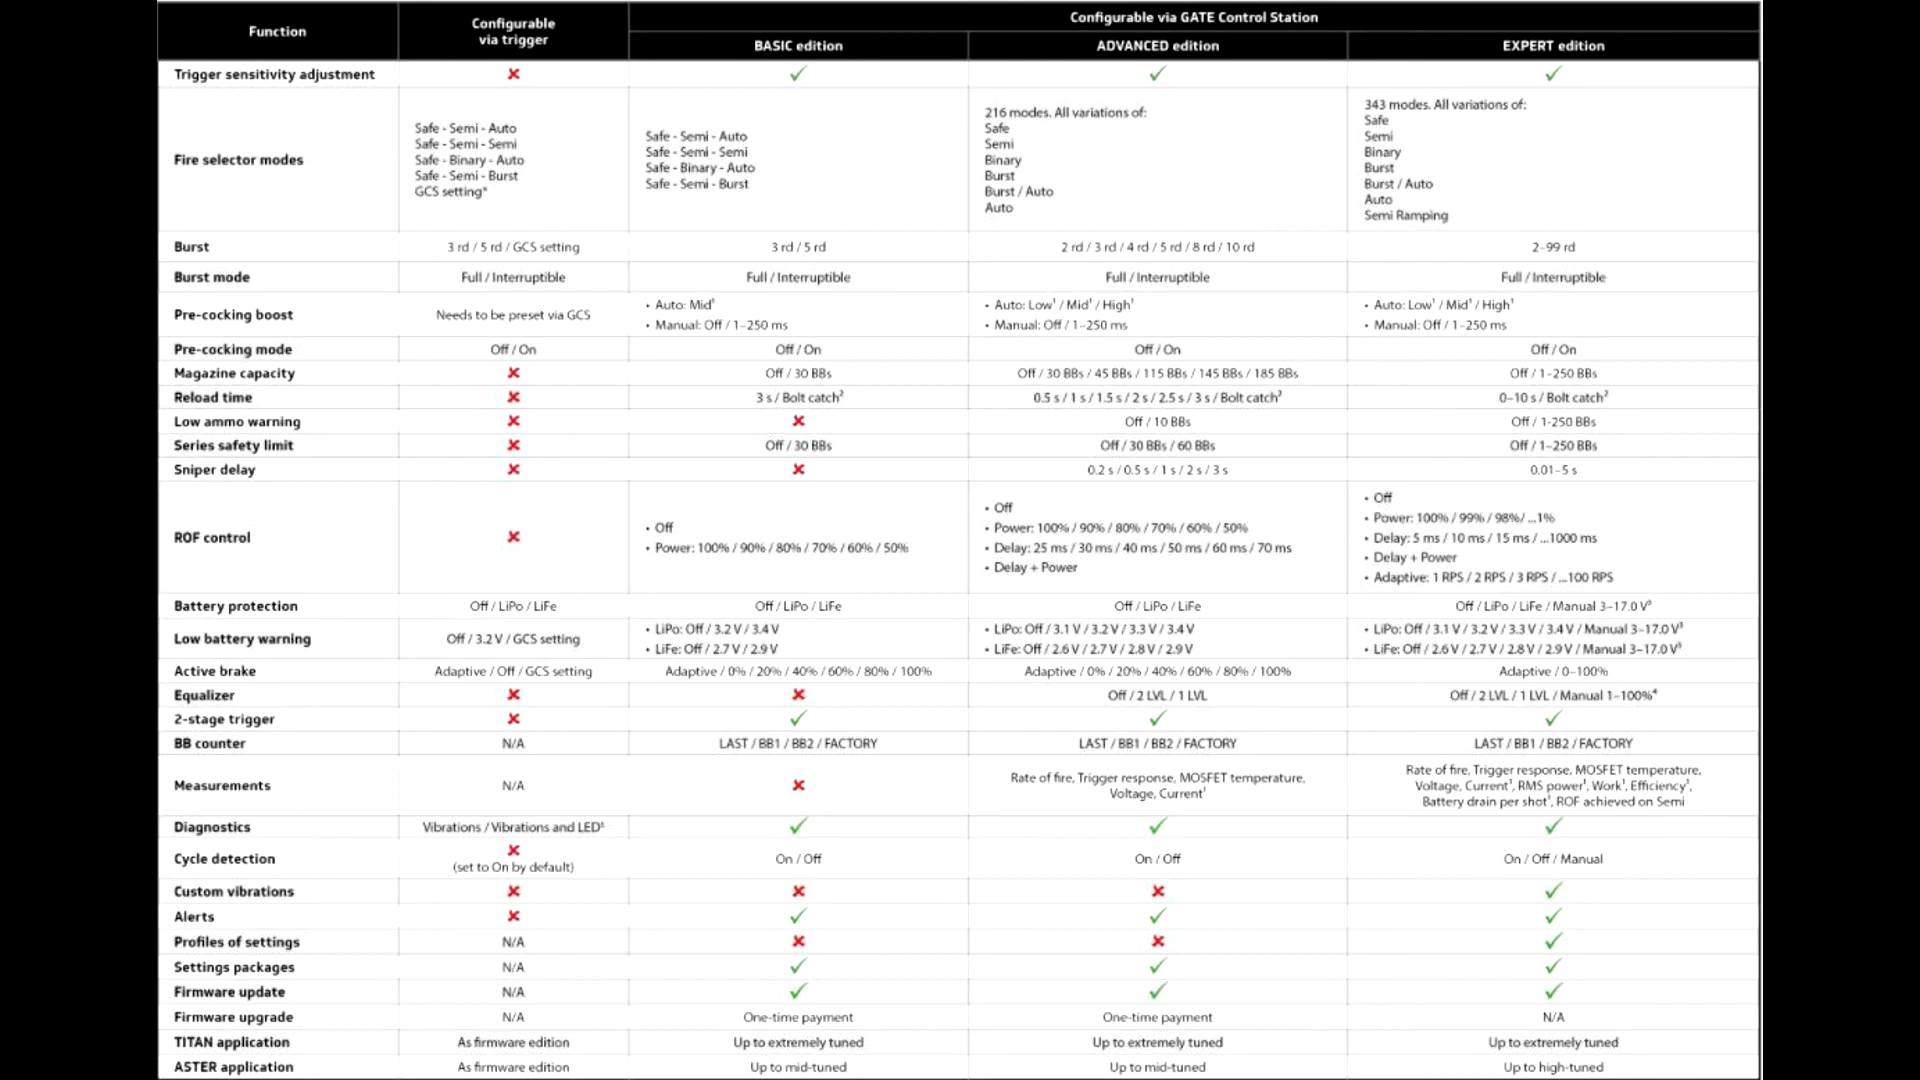 Function
Configurable
via trigger
Configurable via GATE Control Station
BASIC edition
ADVANCED edition
EXPERT edition
Trigger sensitivity adjustment
Fire selector modes
Safe - Semi - Auto
Safe - Semi - Semi
Safe - Binary - Auto
Safe - Semi - Burst
GCS setting*
Safe - Semi - Auto
Safe - Semi - Semi
Safe - Binary - Auto
Safe - Semi - Burst
216 modes. All variations of:
Safe
Semi
Binary
Burst
Burst / Auto
Auto
343 modes. All variations of:
Safe
Semi
Binary
Burst
Burst / Auto
Auto
Semi Ramping
Burst
3 rd / 5 rd / GCS setting
3 rd / 5 rd
2 rd / 3 rd / 4 rd / 5 rd / 8 rd / 10 rd
2-99 rd
Burst mode
Full / Interruptible
Full / Interruptible
Full / Interruptible
Full / Interruptible
Pre-cocking boost
Needs to be preset via GCS
• Auto: Mid¹
• Manual: Off / 1-250 ms
• Auto: Low¹ / Mid¹ / High¹
• Manual: Off / 1-250 ms
• Auto: Low¹ / Mid¹ / High¹
• Manual: Off / 1-250 ms
Pre-cocking mode
Off / On
Off / On
Off / On
Off / On
Magazine capacity
Off / 30 BBs
Off / 30 BBs / 45 BBs / 115 BBs / 145 BBs / 185 BBs
Off / 1-250 BBs
Reload time
3 s / Bolt catch²
0.5 s / 1 s / 1.5 s / 2 s / 2.5 s / 3 s / Bolt catch²
0-10 s / Bolt catch²
Low ammo warning
Off / 10 BBs
Off / 1-250 BBs
Series safety limit
Off / 30 BBs
Off / 30 BBs / 60 BBs
Off / 1-250 BBs
Sniper delay
0.2 s / 0.5 s / 1 s / 2 s / 3 s
0.01-5 s
ROF control
• Off
• Power: 100% / 90% / 80% / 70% / 60% / 50%
• Off
• Power: 100% / 90% / 80% / 70% / 60% / 50%
• Delay: 25 ms / 30 ms / 40 ms / 50 ms / 60 ms / 70 ms
• Delay + Power
• Off
• Power: 100% / 99% / 98%/ ...1%
• Delay: 5 ms / 10 ms / 15 ms / ...1000 ms
• Delay + Power
• Adaptive: 1 RPS / 2 RPS / 3 RPS / ...100 RPS
Battery protection
Off / LiPo / LiFe
Off / LiPo / LiFe
Off / LiPo / LiFe
Off / LiPo / LiFe / Manual 3-17.0 V³
Low battery warning
Off / 3.2 V / GCS setting
• LiPo: Off / 3.2 V / 3.4 V
• LiFe: Off / 2.7 V / 2.9 V
• LiPo: Off / 3.1 V / 3.2 V / 3.3 V / 3.4 V
• LiFe: Off / 2.6 V / 2.7 V / 2.8 V / 2.9 V
• LiPo: Off / 3.1 V / 3.2 V / 3.3 V / 3.4 V / Manual 3-17.0 V³
• LiFe: Off / 2.6 V / 2.7 V / 2.8 V / 2.9 V / Manual 3-17.0 V³
Active brake
Adaptive / Off / GCS setting
Adaptive / 0% / 20% / 40% / 60% / 80% / 100%
Adaptive / 0% / 20% / 40% / 60% / 80% / 100%
Adaptive / 0-100%
Equalizer
Off / 2 LVL / 1 LVL
Off / 2 LVL / 1 LVL / Manual 1-100%⁴
2-stage trigger
BB counter
N/A
LAST / BB1 / BB2 / FACTORY
LAST / BB1 / BB2 / FACTORY
LAST / BB1 / BB2 / FACTORY
Measurements
N/A
Rate of fire, Trigger response, MOSFET temperature,
Voltage, Current¹
Rate of fire, Trigger response, MOSFET temperature,
Voltage, Current¹, RMS power¹, Work¹, Efficiency¹,
Battery drain per shot¹, ROF achieved on Semi
Diagnostics
Vibrations / Vibrations and LED⁵
Cycle detection
(set to On by default)
On / Off
On / Off
On / Off / Manual
Custom vibrations
Alerts
Profiles of settings
N/A
Settings packages
N/A
Firmware update
N/A
Firmware upgrade
N/A
One-time payment
One-time payment
N/A
TITAN application
As firmware edition
Up to extremely tuned
Up to extremely tuned
Up to extremely tuned
ASTER application
As firmware edition
Up to mid-tuned
Up to mid-tuned
Up to high-tuned